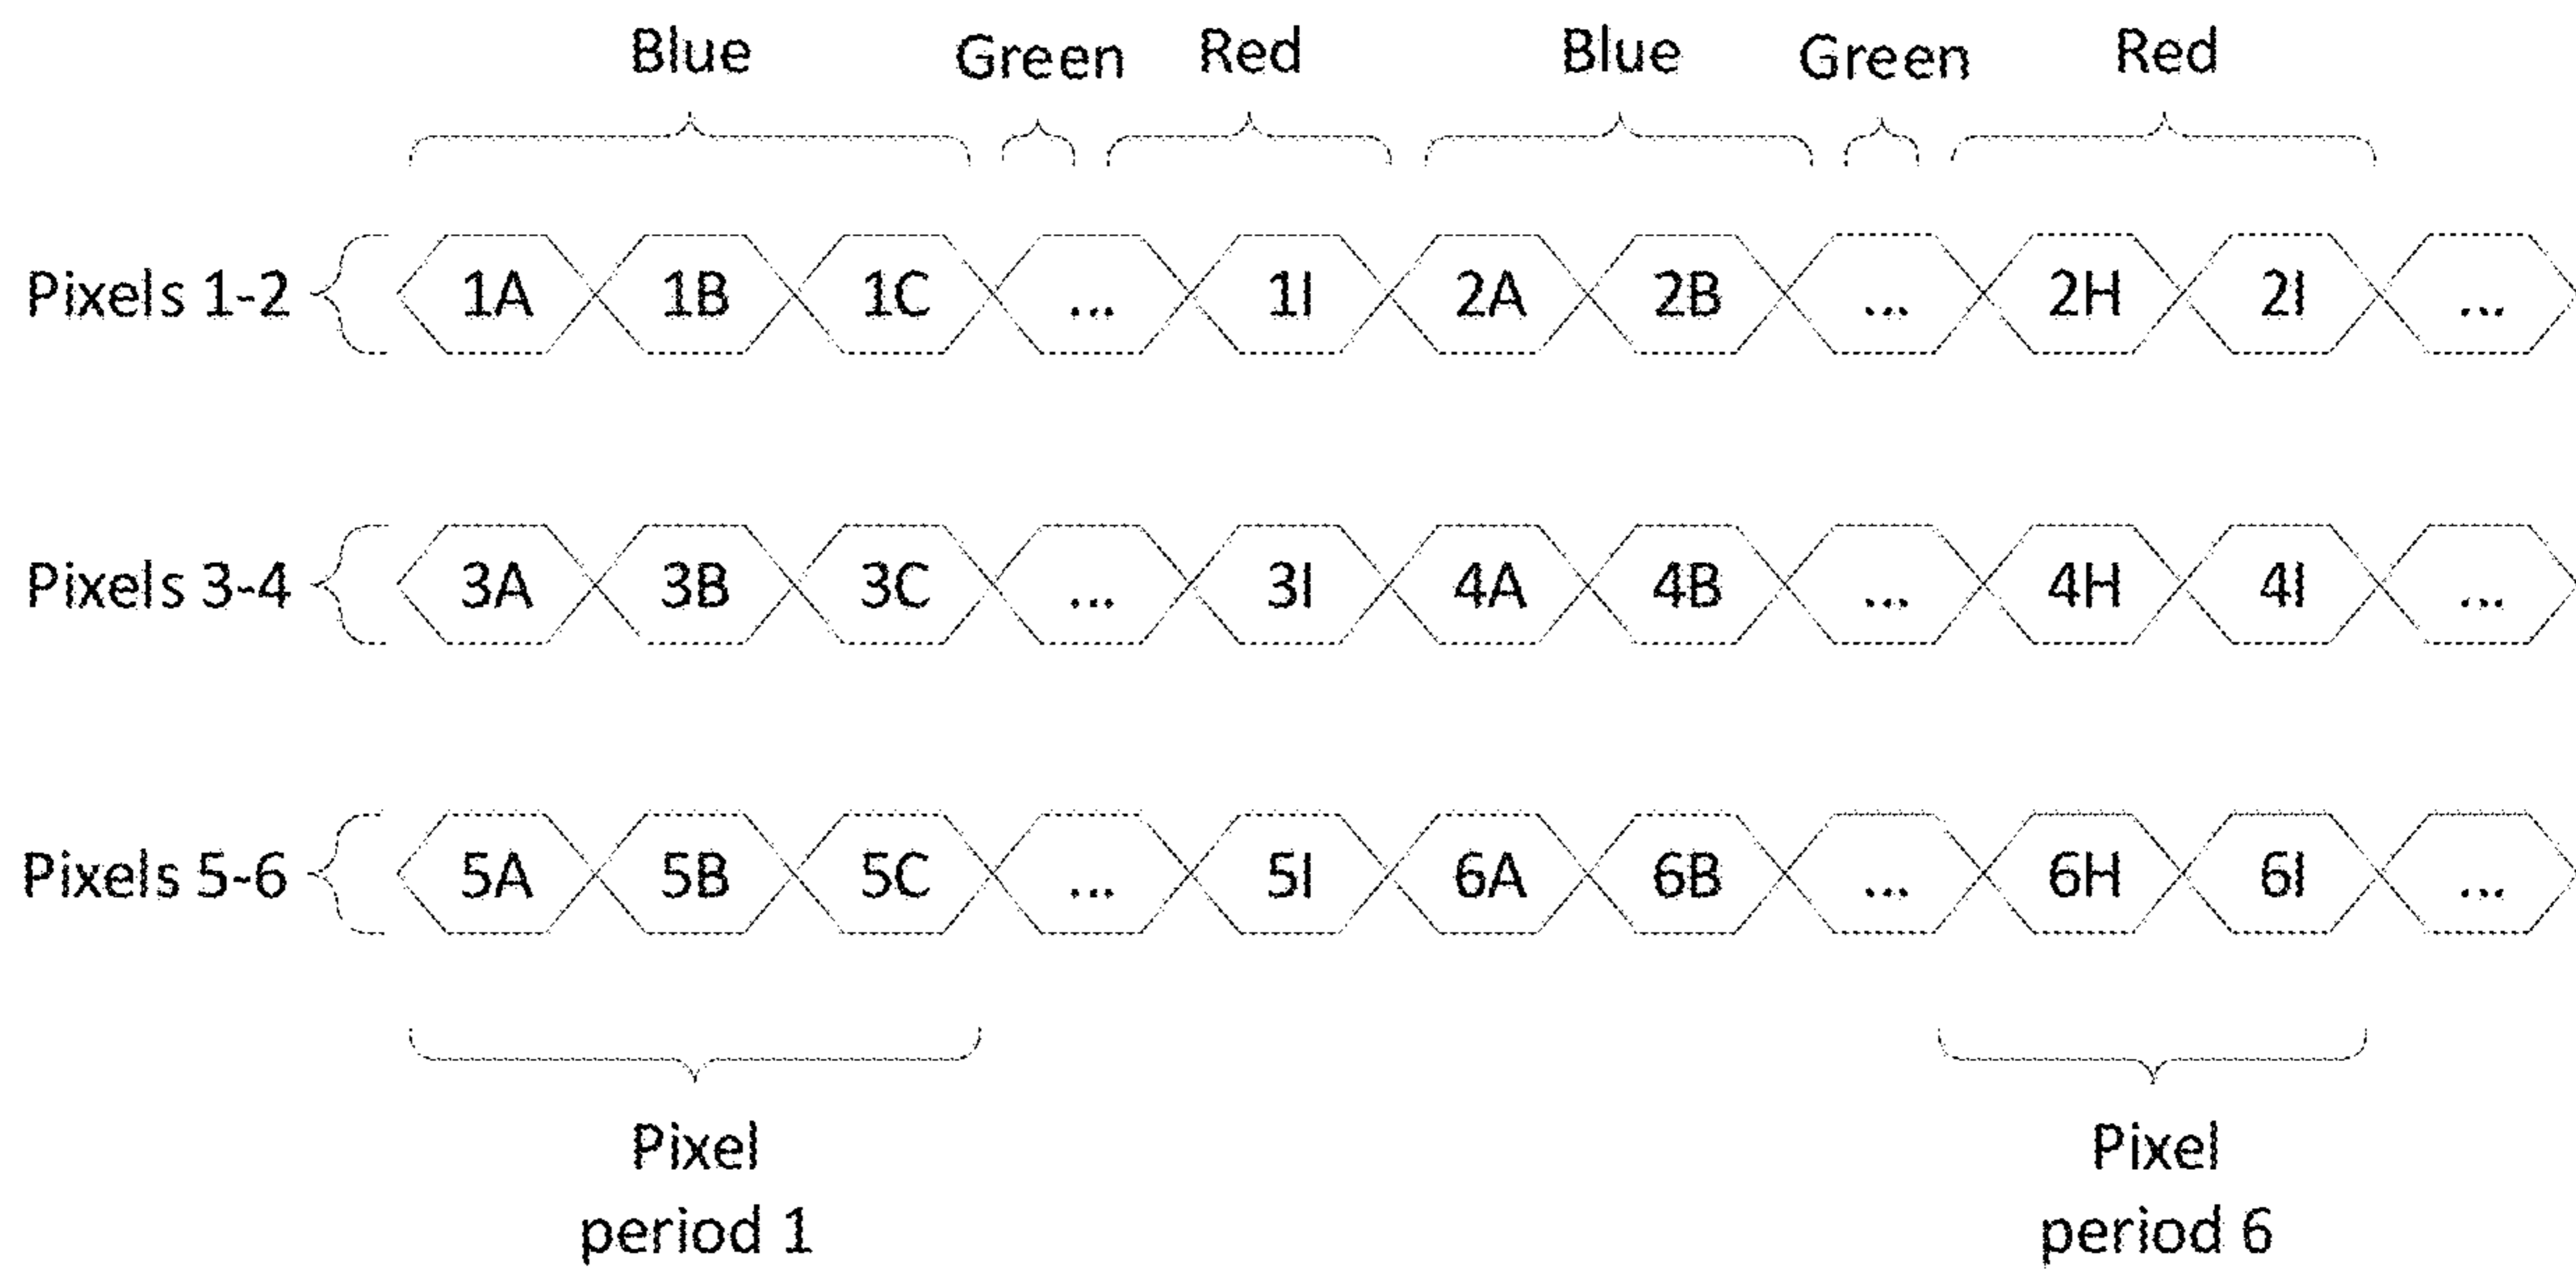 Blue Green Red Blue Green Red
Pixels 1-2 1A 1B 1C ... 1I 2A 2B ... 2H 2I ...
Pixels 3-4 3A 3B 3C ... 3I 4A 4B ... 4H 4I ...
Pixels 5-6 5A 5B 5C ... 5I 6A 6B ... 6H 6I ...
Pixel
period 1
Pixel
period 6